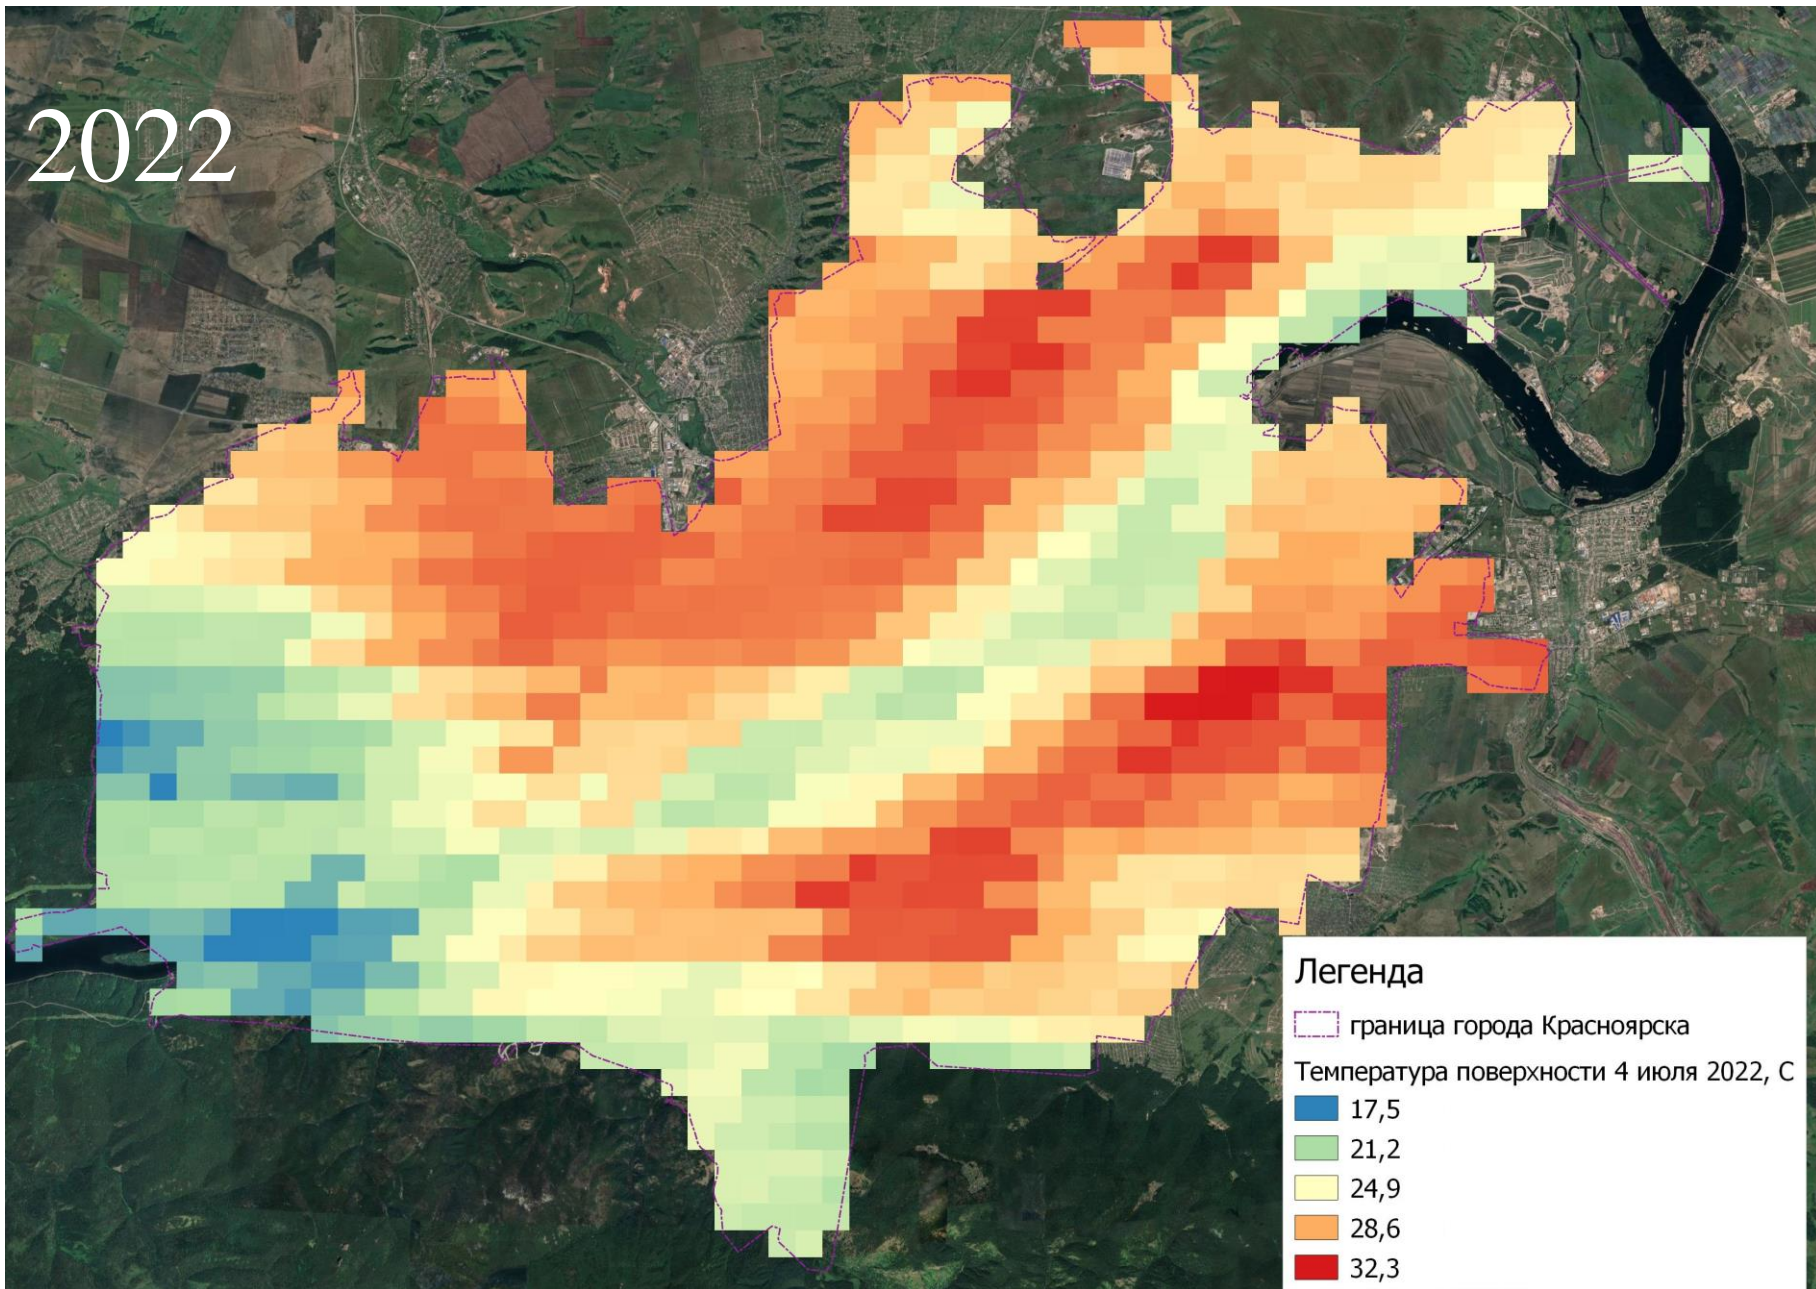 2022
Легенда
граница города Красноярска
Температура поверхности 4 июля 2022, С
17,5
21,2
24,9
28,6
32,3